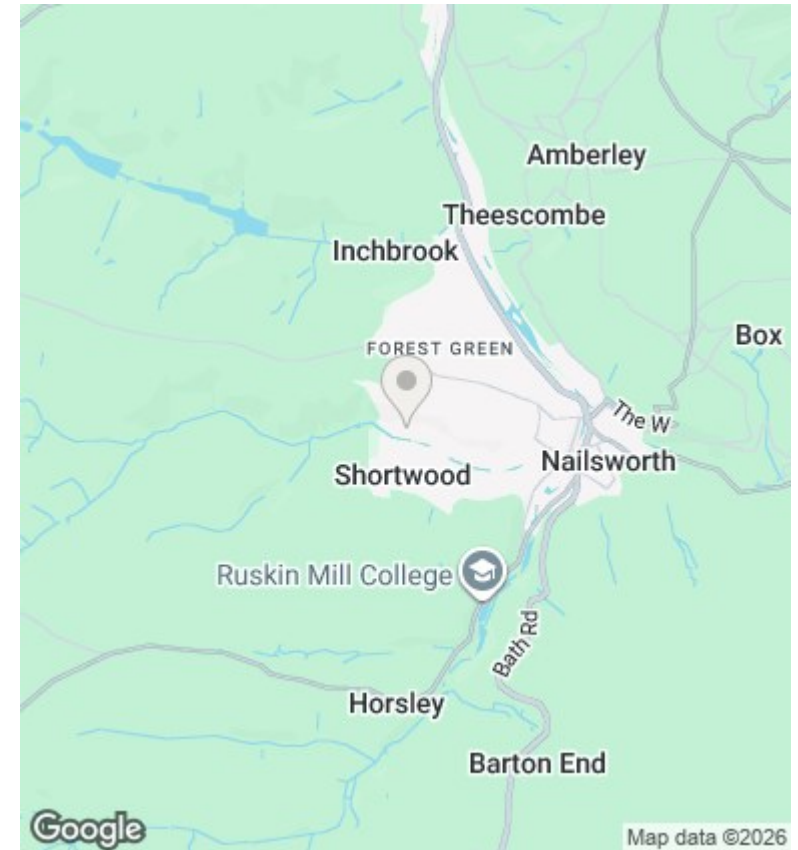 Amberley
Theescombe
Inchbrook
Box
FOREST GREEN
The W
Nailsworth
Shortwood
Ruskin Mill College
Bath Rd
Horsley
Barton End
Google
Map data ©2026